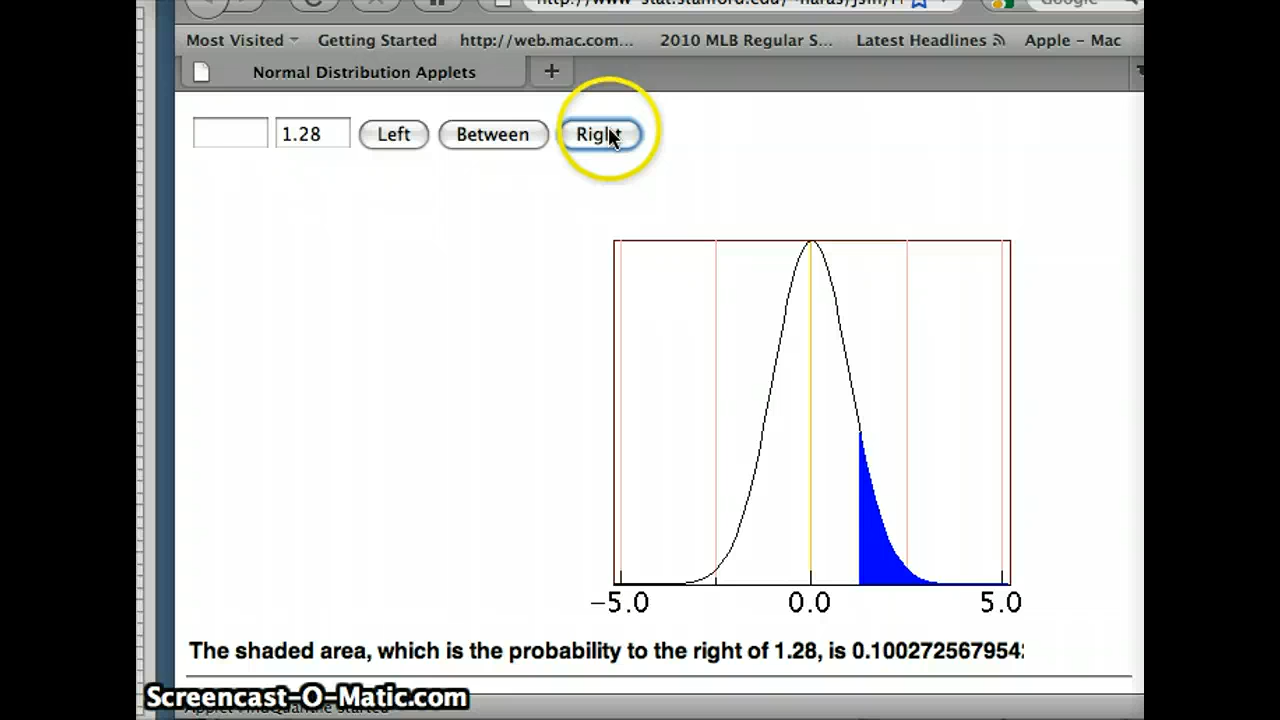 Most Visited Getting Started http://web.mac.com... 2010 MLB Regular S... Latest Headlines Apple – Mac
Normal Distribution Applets +
1.28 Left Between Right
−5.0 0.0 5.0
The shaded area, which is the probability to the right of 1.28, is 0.100272567954
Screencast-O-Matic.com